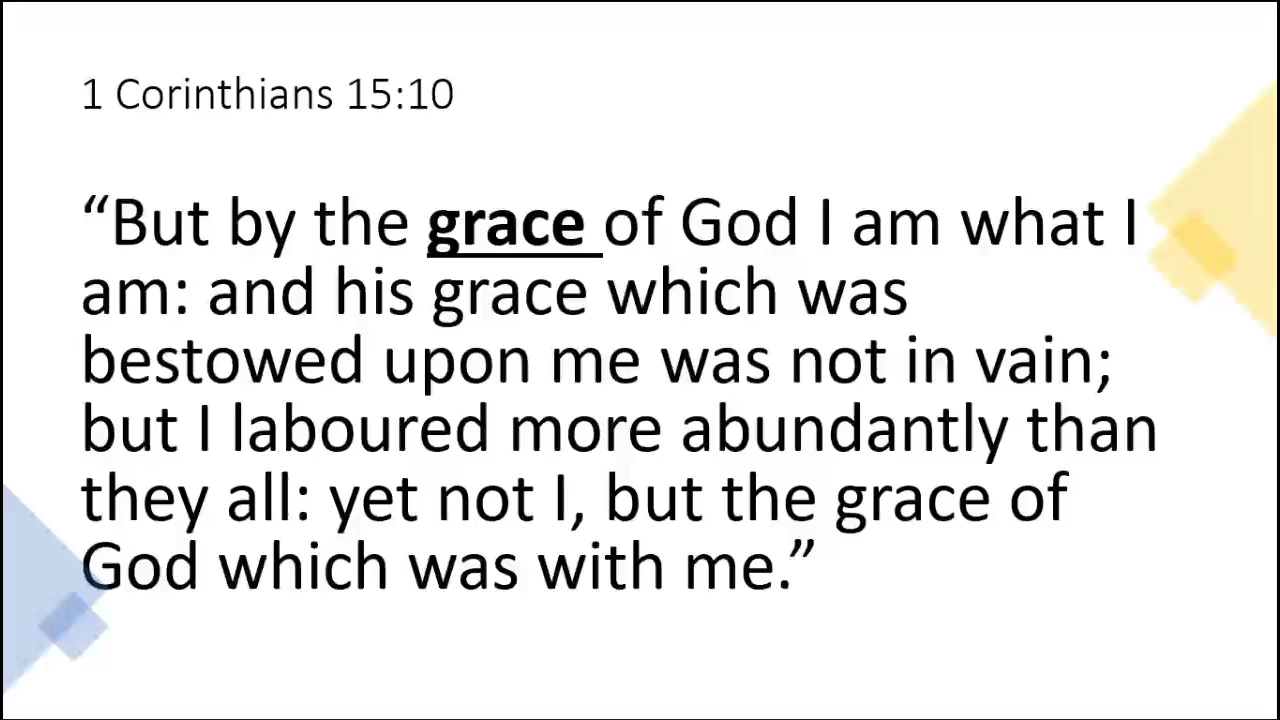 1 Corinthians 15:10
“But by the grace of God I am what I
am: and his grace which was
bestowed upon me was not in vain;
but I laboured more abundantly than
they all: yet not I, but the grace of
God which was with me.”